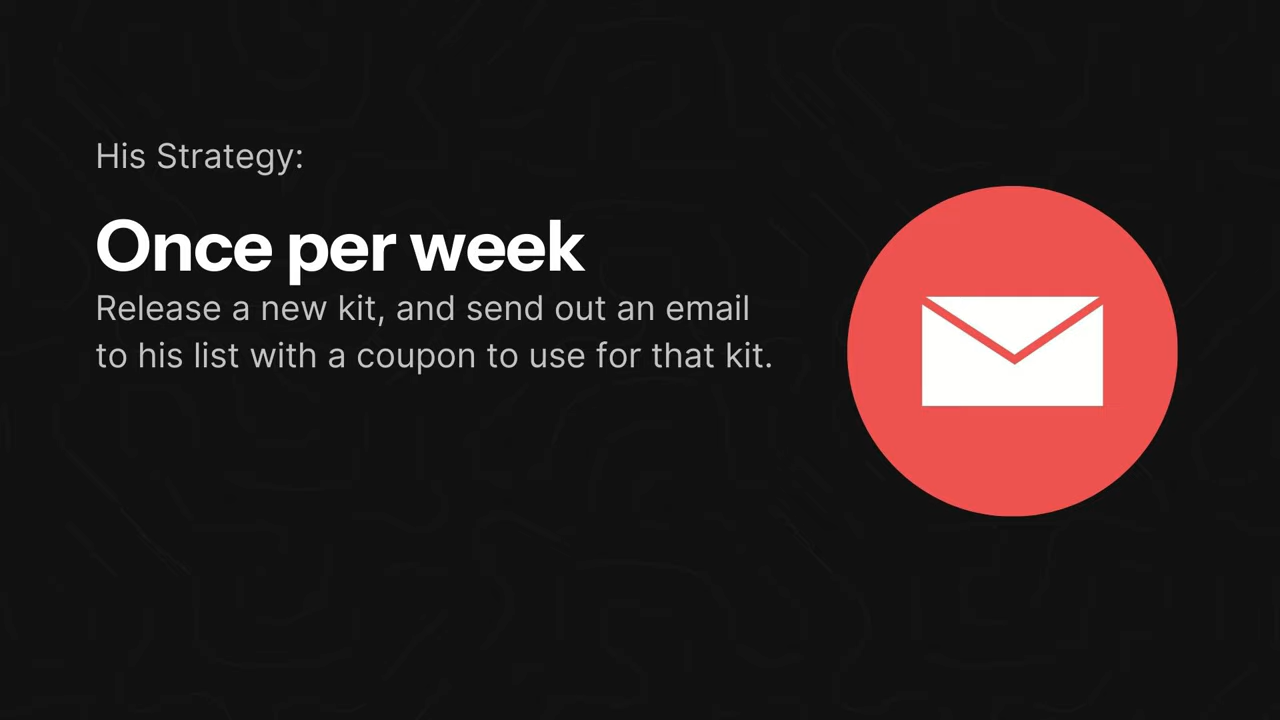 His Strategy:
Once per week
Release a new kit, and send out an email
to his list with a coupon to use for that kit.